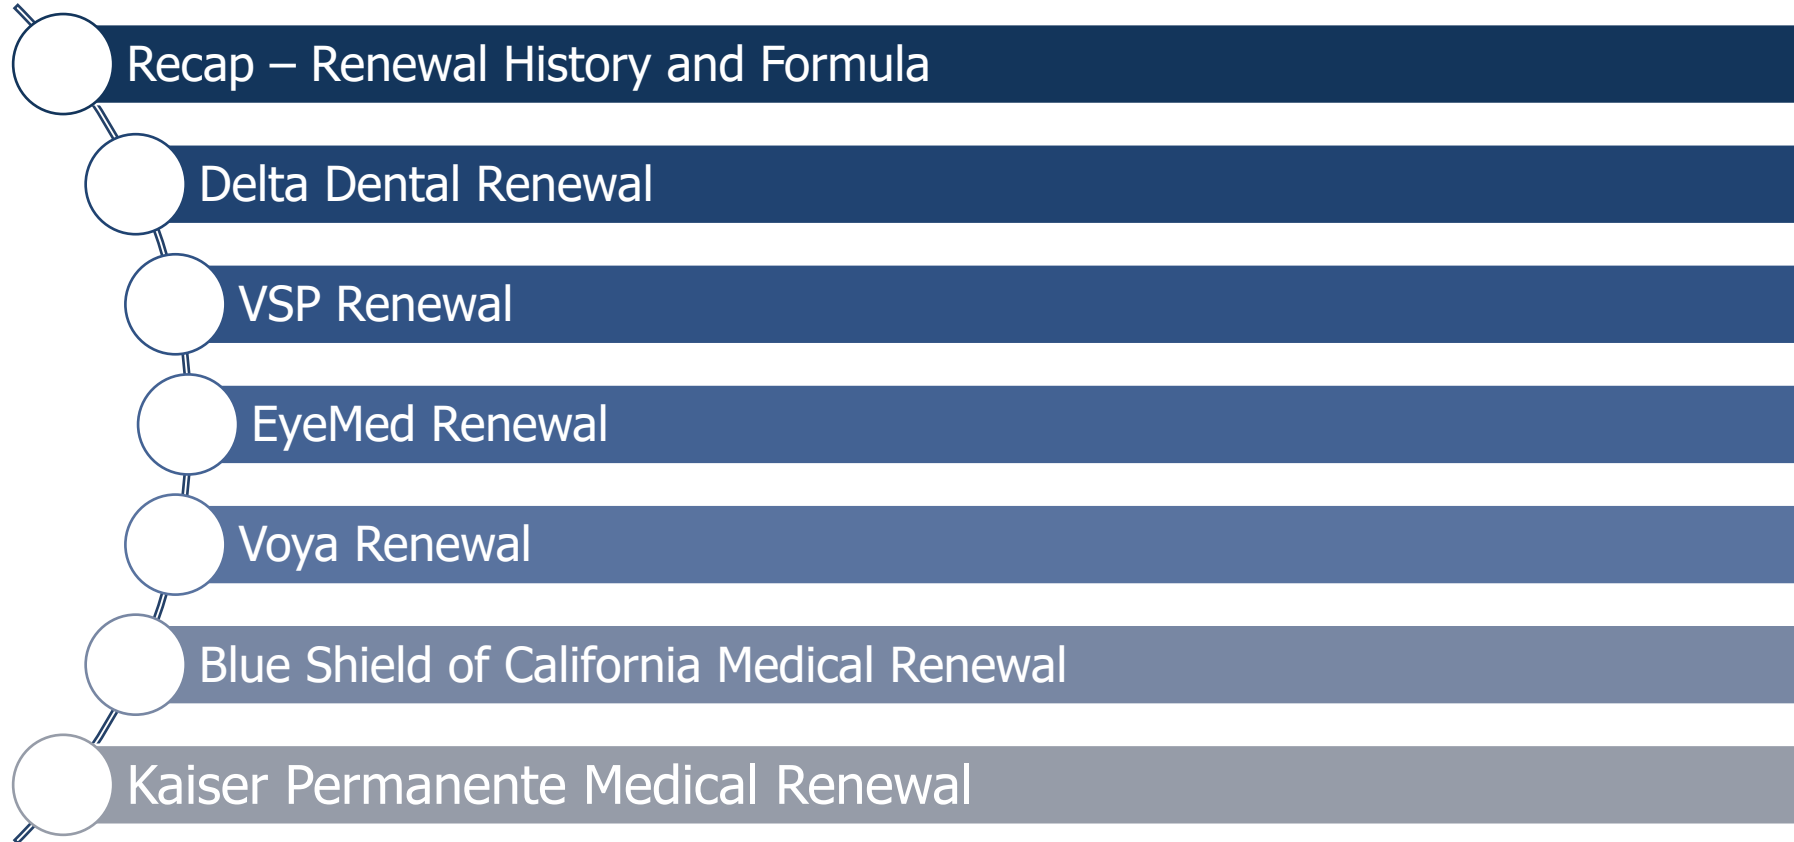 Recap – Renewal History and Formula
Delta Dental Renewal
VSP Renewal
EyeMed Renewal
Voya Renewal
Blue Shield of California Medical Renewal
Kaiser Permanente Medical Renewal